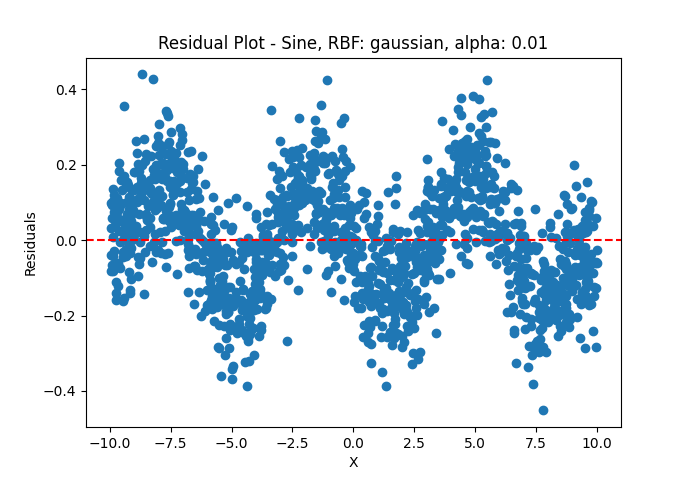 Residual Plot - Sine, RBF: gaussian, alpha: 0.01
Residuals
0.4
0.2
0.0
−0.2
−0.4
−10.0 −7.5 −5.0 −2.5 0.0 2.5 5.0 7.5 10.0
X